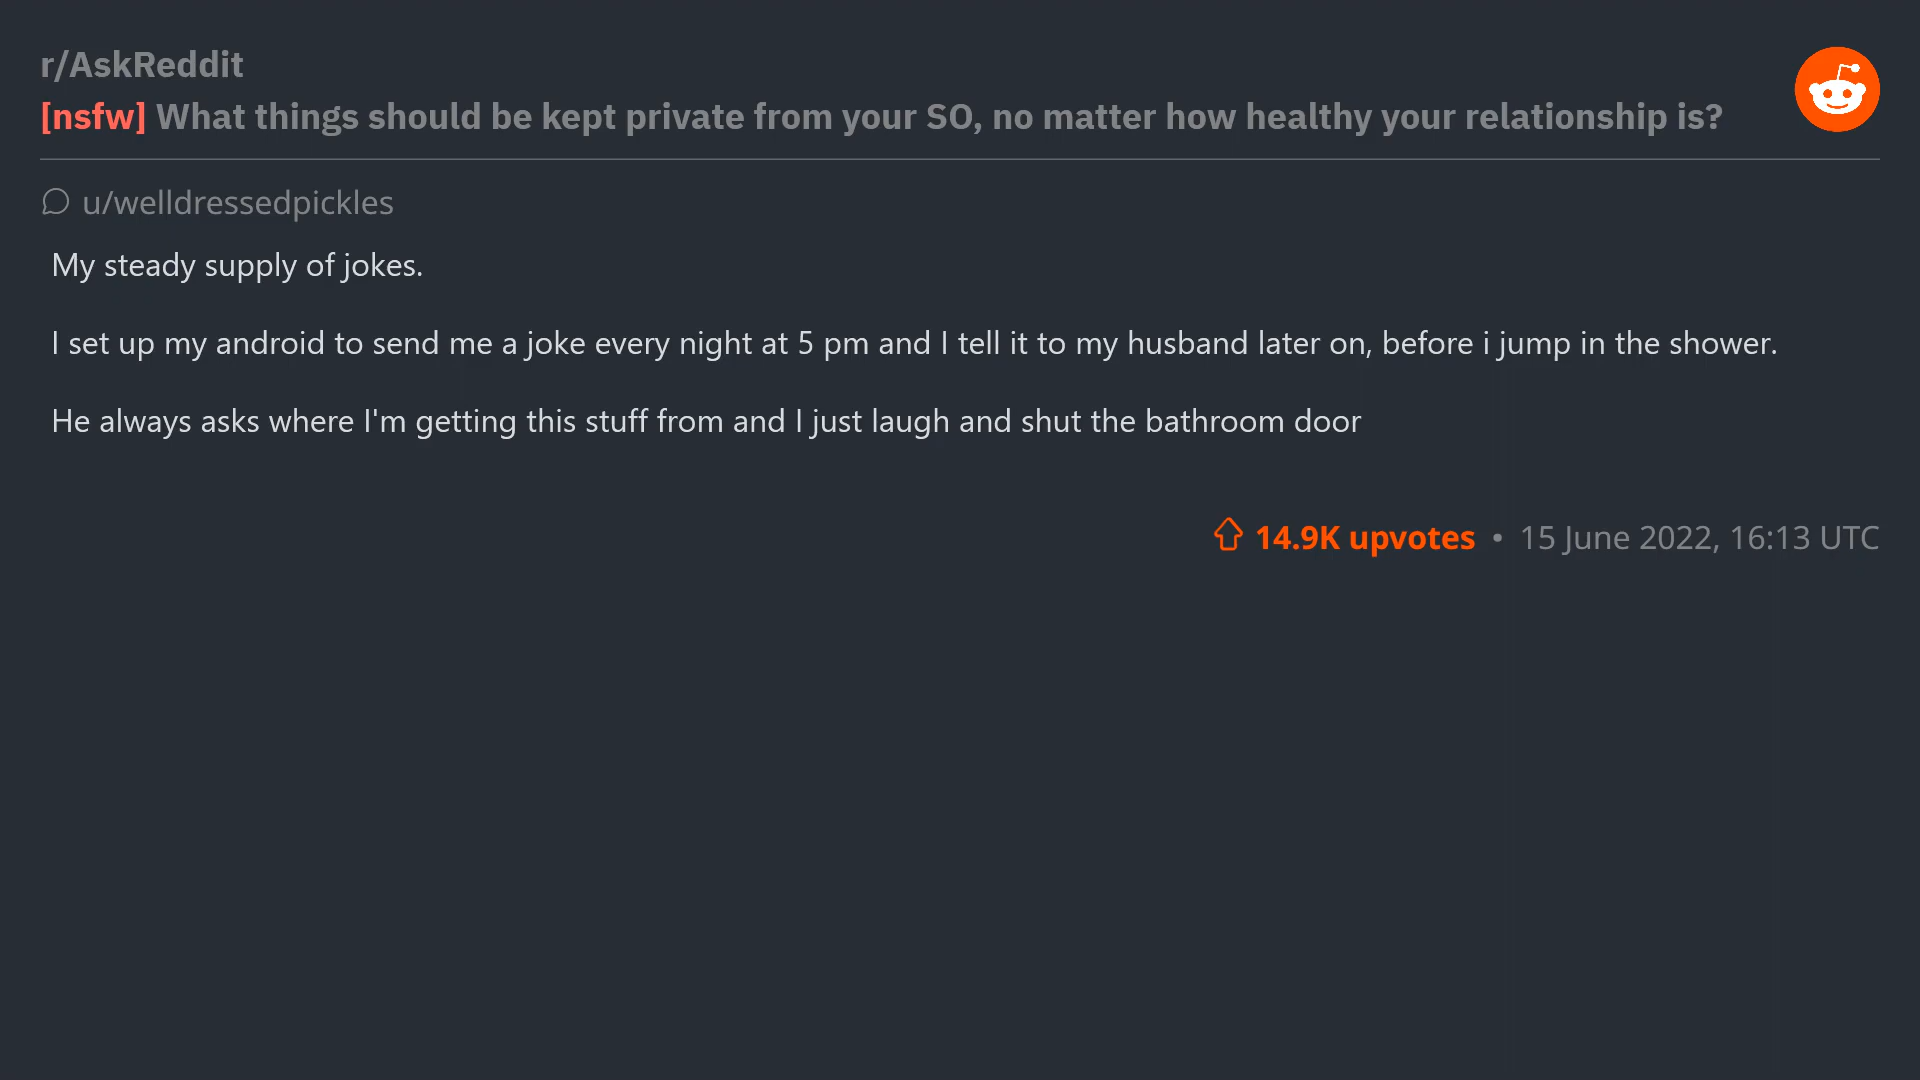 r/AskReddit
[nsfw] What things should be kept private from your SO, no matter how healthy your relationship is?
u/welldressedpickles
My steady supply of jokes.
I set up my android to send me a joke every night at 5 pm and I tell it to my husband later on, before i jump in the shower.
He always asks where I'm getting this stuff from and I just laugh and shut the bathroom door
14.9K upvotes • 15 June 2022, 16:13 UTC